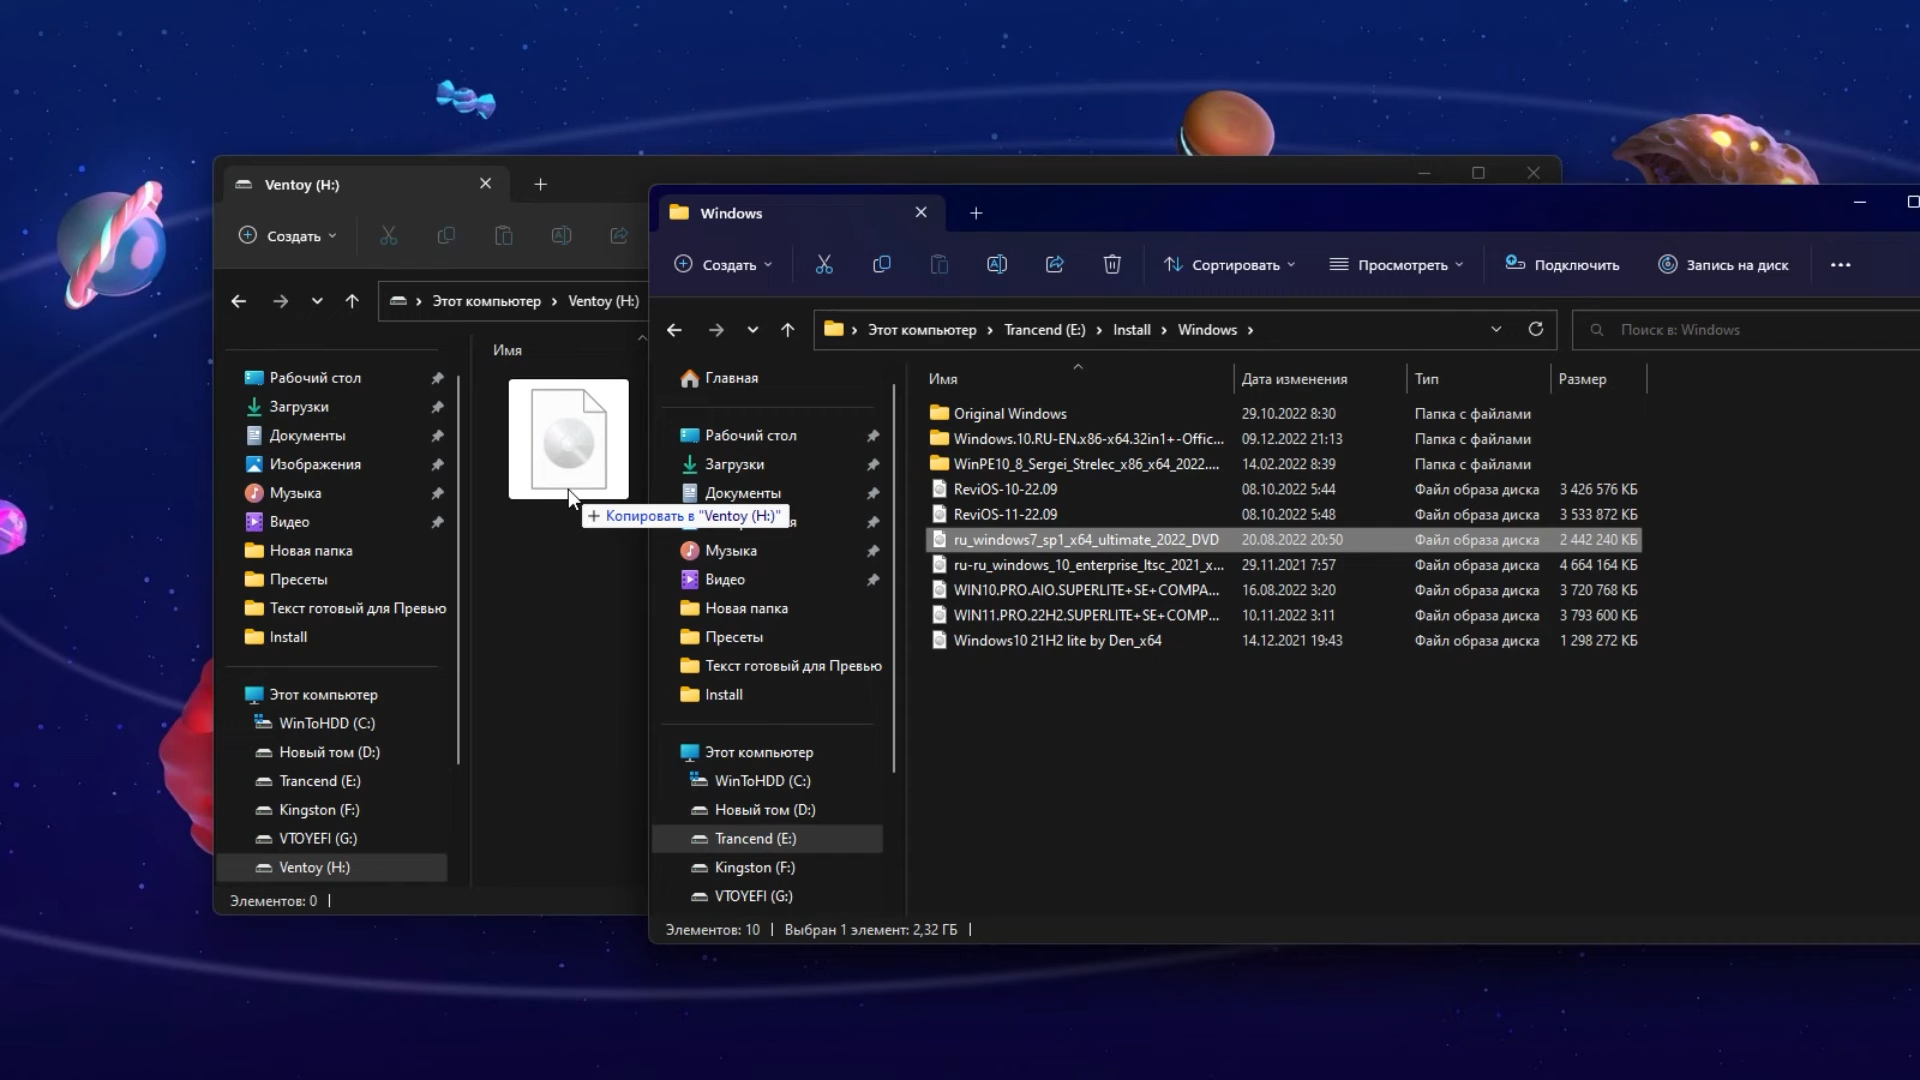 Ventoy (H:)
Создать
Этот компьютер
Ventoy (H:)
Имя
Рабочий стол
Загрузки
Документы
Изображения
Музыка
Видео
Новая папка
Пресеты
Текст готовый для Превью
Install
Этот компьютер
WinToHDD (C:)
Новый том (D:)
Trancend (E:)
Kingston (F:)
VTOYEFI (G:)
Ventoy (H:)
Элементов: 0
+ Копировать в "Ventoy (H:)"
Windows
Создать
Сортировать
Просмотреть
Подключить
Запись на диск
Этот компьютер
Trancend (E:)
Install
Windows
Поиск в: Windows
Главная
Рабочий стол
Загрузки
Документы
Музыка
Видео
Новая папка
Пресеты
Текст готовый для Превью
Install
Этот компьютер
WinToHDD (C:)
Новый том (D:)
Trancend (E:)
Kingston (F:)
VTOYEFI (G:)
Имя Дата изменения Тип Размер
Original Windows 29.10.2022 8:30 Папка с файлами
Windows.10.RU-EN.x86-x64.32in1+-Offic... 09.12.2022 21:13 Папка с файлами
WinPE10_8_Sergei_Strelec_x86_x64_2022.... 14.02.2022 8:39 Папка с файлами
ReviOS-10-22.09 08.10.2022 5:44 Файл образа диска 3 426 576 КБ
ReviOS-11-22.09 08.10.2022 5:48 Файл образа диска 3 533 872 КБ
ru_windows7_sp1_x64_ultimate_2022_DVD 20.08.2022 20:50 Файл образа диска 2 442 240 КБ
ru-ru_windows_10_enterprise_ltsc_2021_x... 29.11.2021 7:57 Файл образа диска 4 664 164 КБ
WIN10.PRO.AIO.SUPERLITE+SE+COMPA... 16.08.2022 3:20 Файл образа диска 3 720 768 КБ
WIN11.PRO.22H2.SUPERLITE+SE+COMP... 10.11.2022 3:11 Файл образа диска 3 793 600 КБ
Windows10 21H2 lite by Den_x64 14.12.2021 19:43 Файл образа диска 1 298 272 КБ
Элементов: 10
Выбран 1 элемент: 2,32 ГБ